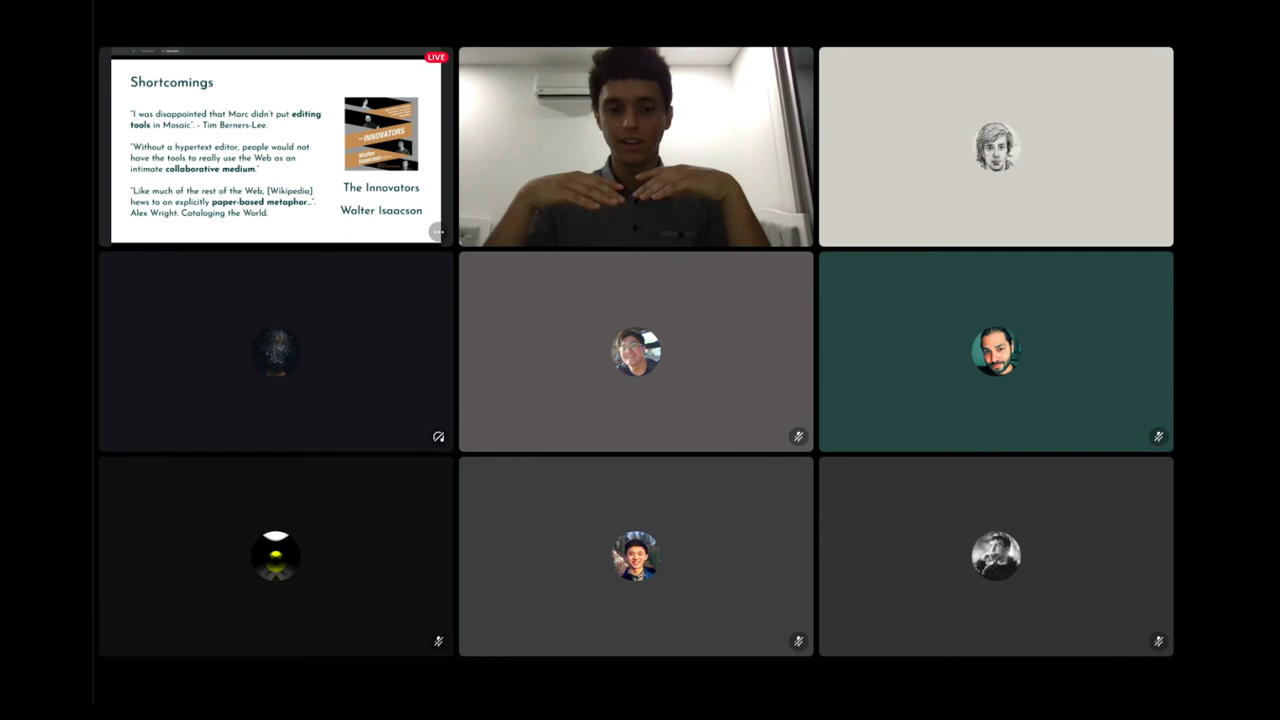 LIVE
Shortcomings
"I was disappointed that Marc didn't put editing
tools in Mosaic". - Tim Berners-Lee.
"Without a hypertext editor, people would not
have the tools to really use the Web as an
intimate collaborative medium."
"Like much of the rest of the Web, [Wikipedia]
hews to an explicitly paper-based metaphor..".
Alex Wright. Cataloging the World.
INNOVATORS
Walter
Isaacson
The Innovators
Walter Isaacson